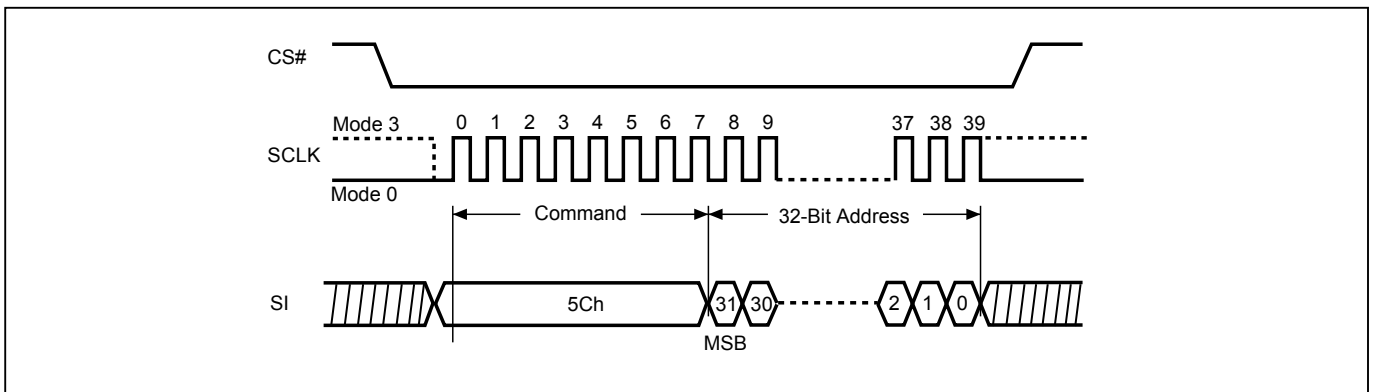 CS#
Mode 3
0 1 2 3 4 5 6 7 8 9 37 38 39
SCLK
Mode 0
Command
32-Bit Address
SI
5Ch
31 30 2 1 0
MSB